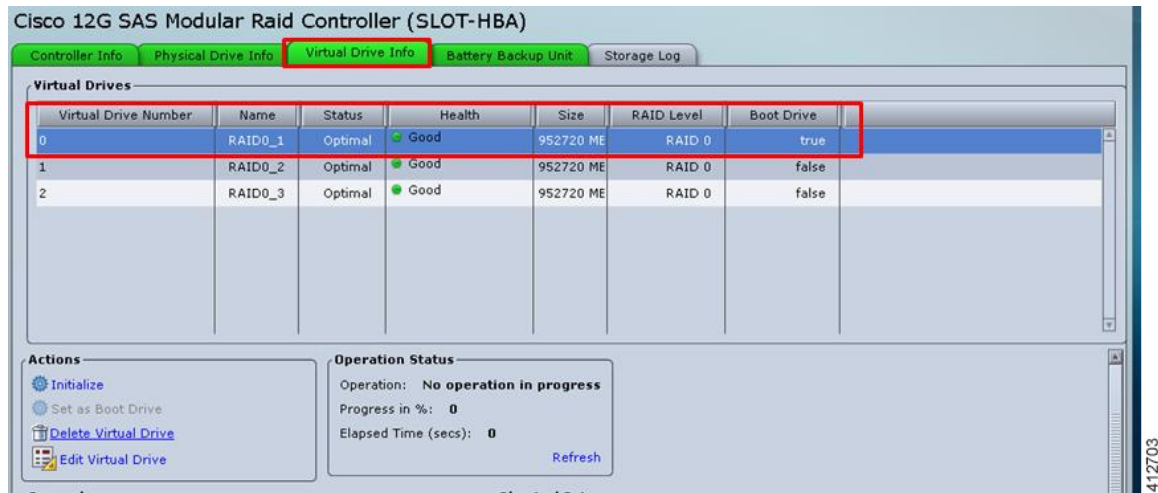 Cisco 12G SAS Modular Raid Controller (SLOT-HBA)
Controller Info Physical Drive Info Virtual Drive Info Battery Backup Unit Storage Log
Virtual Drives
Virtual Drive Number Name Status Health Size RAID Level Boot Drive
0 RAID0_1 Optimal Good 952720 ME RAID 0 true
1 RAID0_2 Optimal Good 952720 ME RAID 0 false
2 RAID0_3 Optimal Good 952720 ME RAID 0 false
Actions
Initialize
Set as Boot Drive
Delete Virtual Drive
Edit Virtual Drive
Operation Status
Operation: No operation in progress
Progress in %: 0
Elapsed Time (secs): 0
Refresh
412703